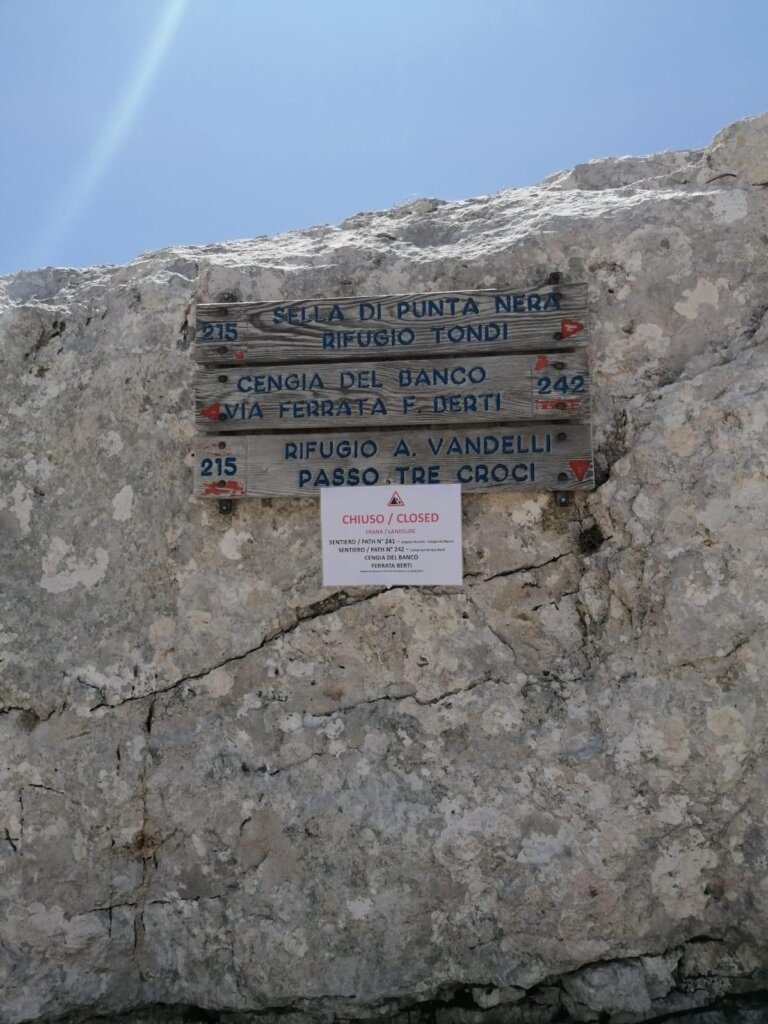 215
SELLA DI PUNTA NERA
RIFUGIO TONDI
CENGIA DEL BANCO
VIA FERRATA F. BERTI
242
215
RIFUGIO A. VANDELLI
PASSO TRE CROCI
CHIUSO / CLOSED
FRANA / LANDSLIDE
SENTIERO / PATH N° 241
SENTIERO / PATH N° 242
CENGIA DEL BANCO
FERRATA BERTI